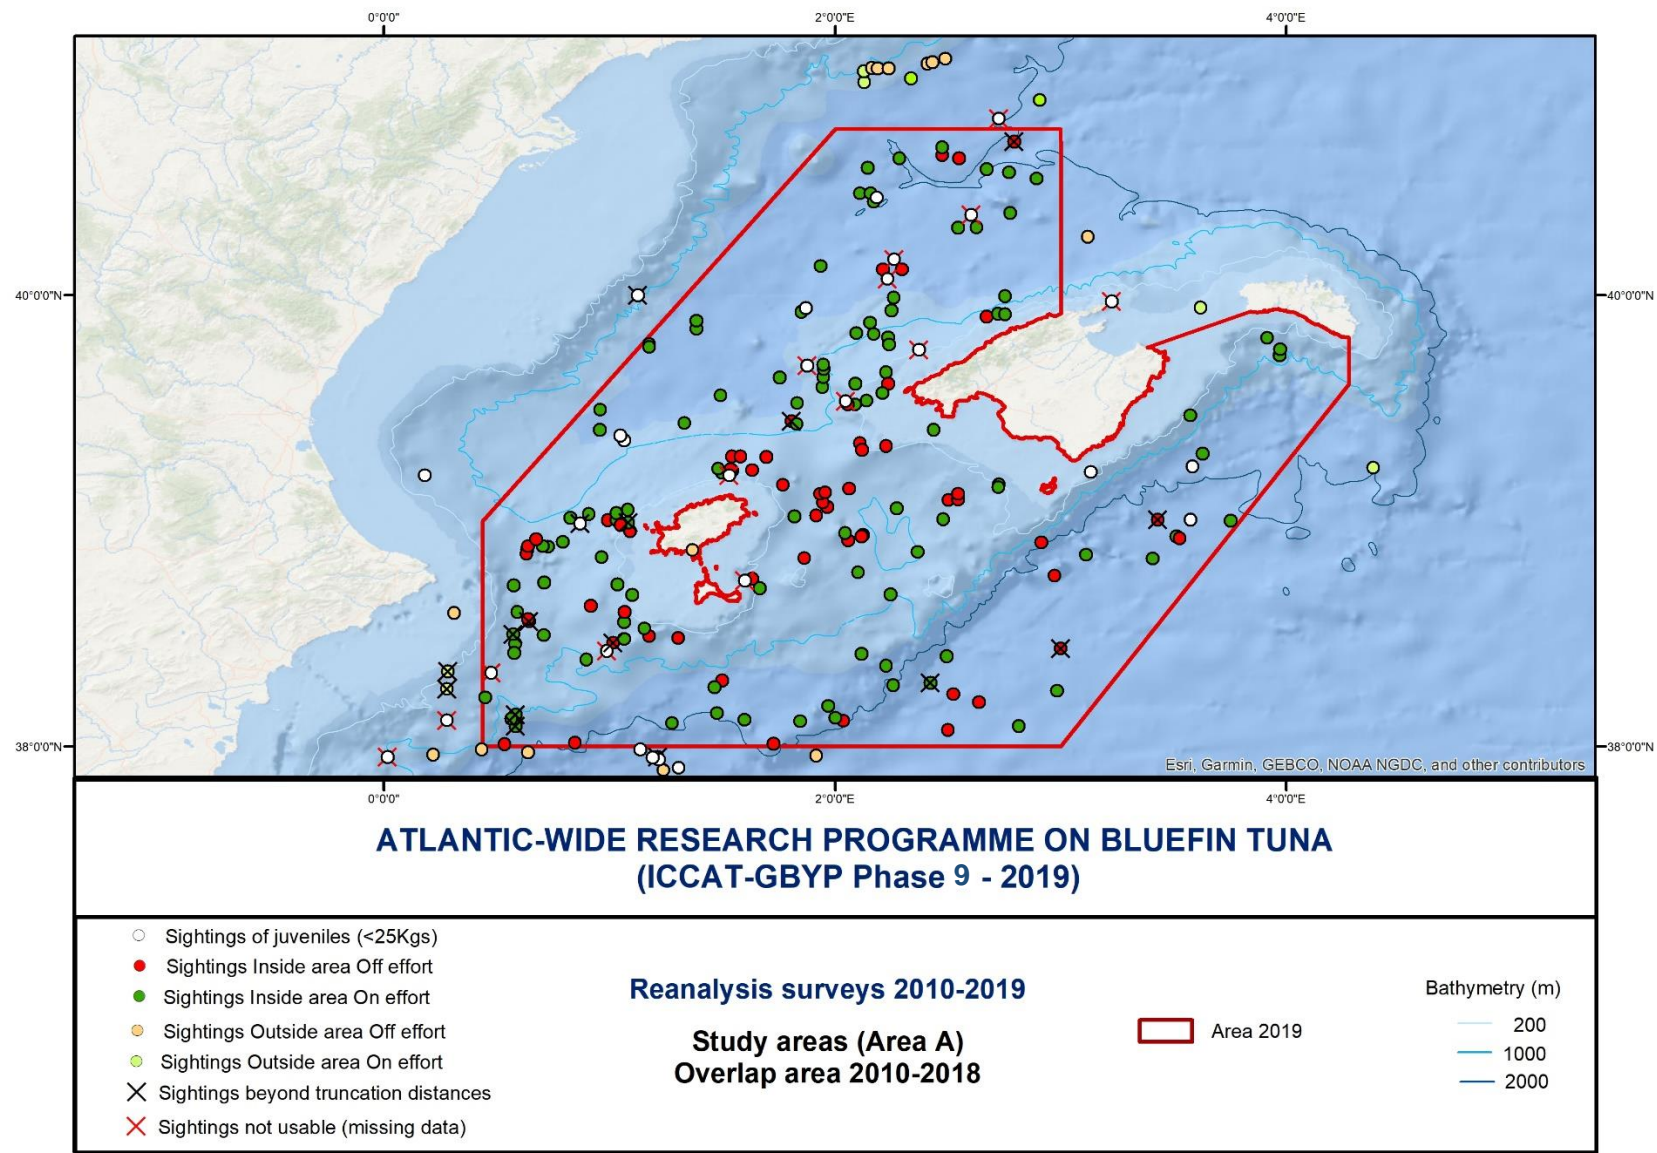 0°0'0" 2°0'0"E 4°0'0"E
40°0'0"N 40°0'0"N
38°0'0"N 38°0'0"N
Esri, Garmin, GEBCO, NOAA NGDC, and other contributors
0°0'0" 2°0'0"E 4°0'0"E
ATLANTIC-WIDE RESEARCH PROGRAMME ON BLUEFIN TUNA
(ICCAT-GBYP Phase 9 - 2019)
Sightings of juveniles (<25Kgs)
Sightings Inside area Off effort
Sightings Inside area On effort
Sightings Outside area Off effort
Sightings Outside area On effort
Sightings beyond truncation distances
Sightings not usable (missing data)
Reanalysis surveys 2010-2019
Study areas (Area A)
Overlap area 2010-2018
Area 2019
Bathymetry (m)
200
1000
2000